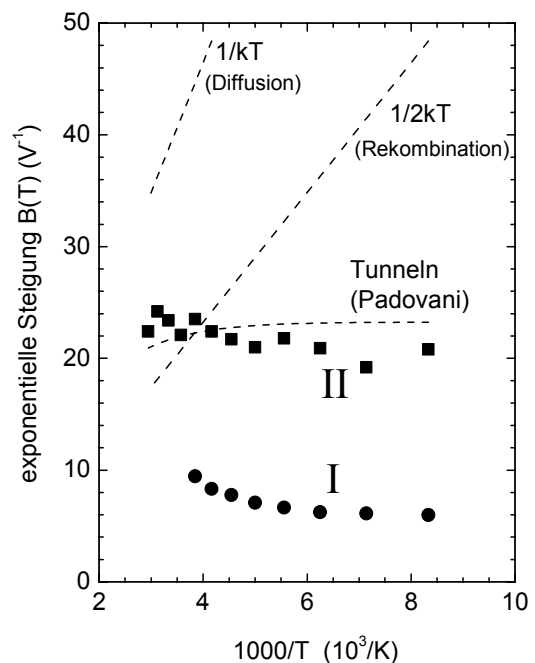 50
40
30
20
10
0
exponentielle Steigung B(T) (V⁻¹)
1/kT
(Diffusion)
1/2kT
(Rekombination)
Tunneln
(Padovani)
II
I
2 4 6 8 10
1000/T (10³/K)